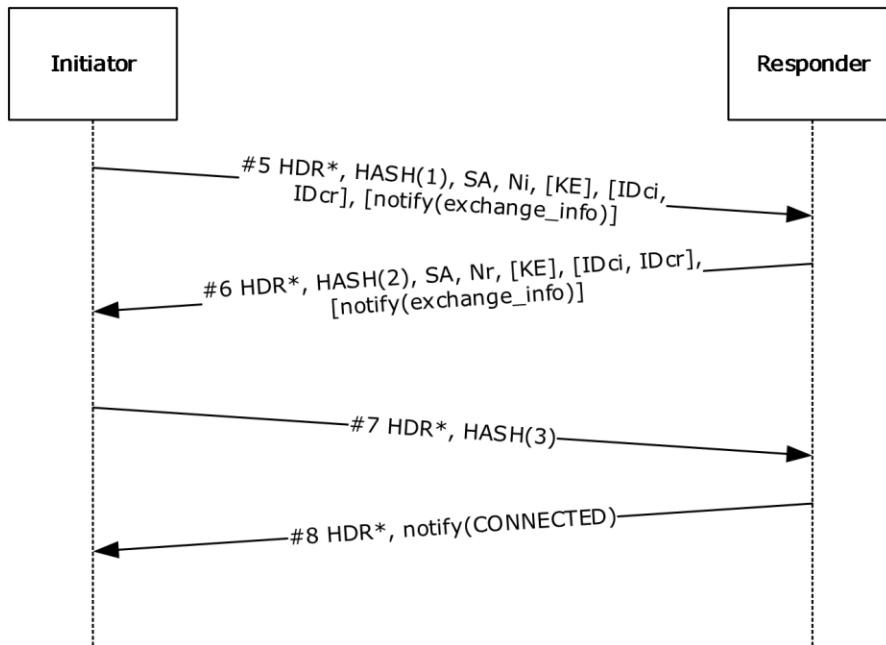 Initiator
Responder
#5 HDR*, HASH(1), SA, Ni, [KE], [IDci,
IDcr], [notify(exchange_info)]
#6 HDR*, HASH(2), SA, Nr, [KE], [IDci, IDcr],
[notify(exchange_info)]
#7 HDR*, HASH(3)
#8 HDR*, notify(CONNECTED)